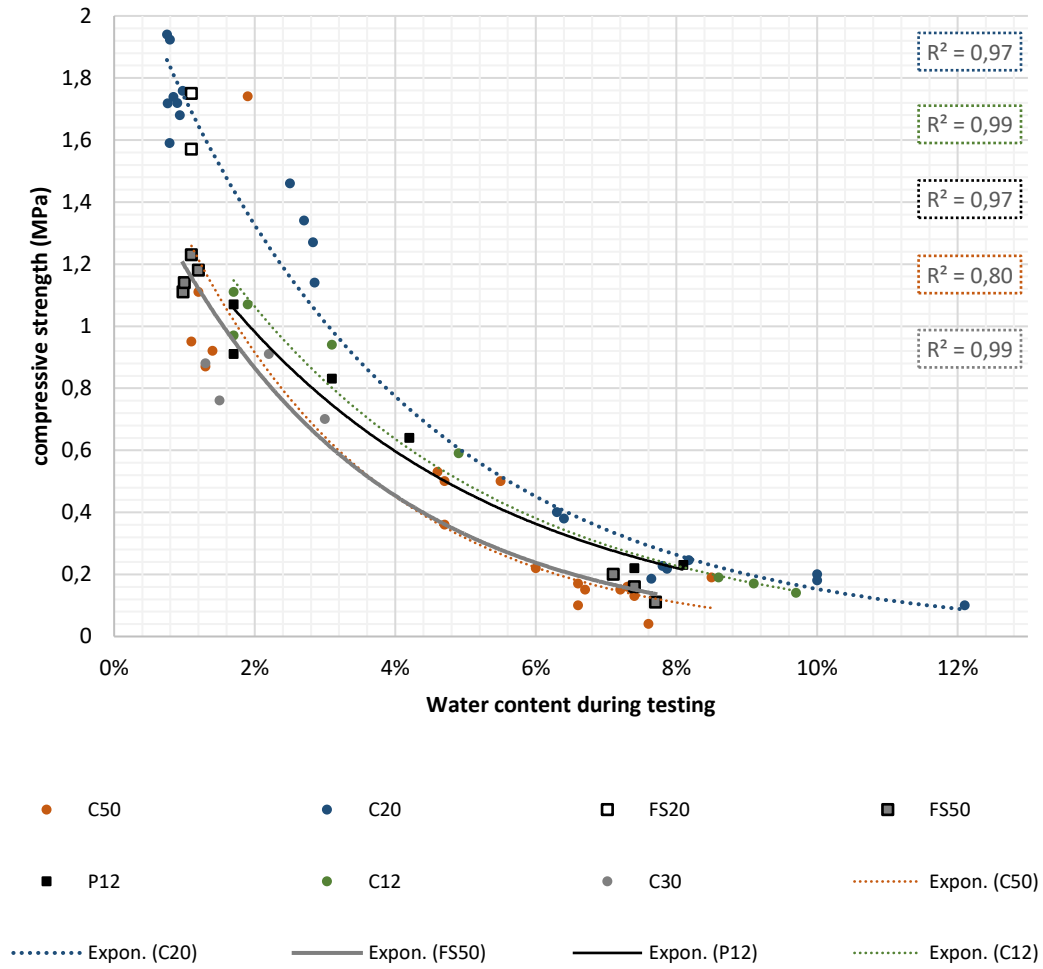 2
R² = 0,97
1,8
R² = 0,99
1,6
1,4
R² = 0,97
1,2
R² = 0,80
1
R² = 0,99
0,8
0,6
0,4
0,2
0
compressive strength (MPa)
0% 2% 4% 6% 8% 10% 12%
Water content during testing
C50 C20 FS20 FS50
P12 C12 C30 Expon. (C50)
Expon. (C20) Expon. (FS50) Expon. (P12) Expon. (C12)